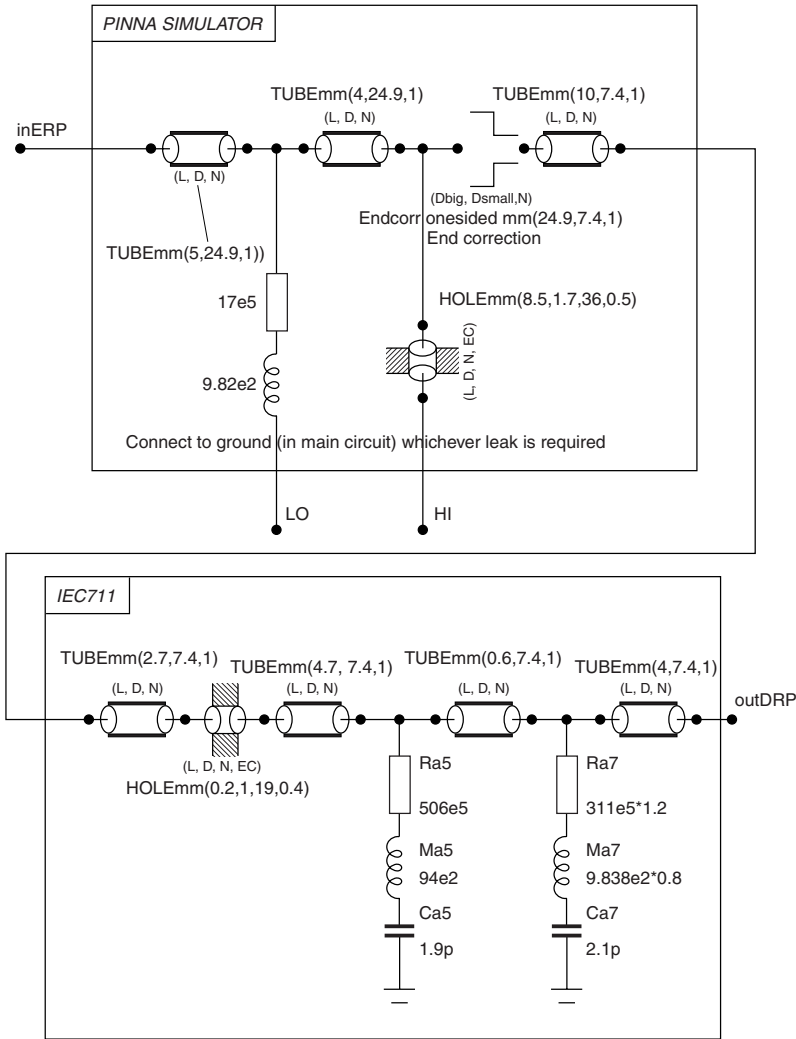 PINNA SIMULATOR
TUBEmm(4,24.9,1)
(L, D, N)
TUBEmm(10,7.4,1)
(L, D, N)
inERP
(L, D, N)
TUBEmm(5,24.9,1))
(Dbig, Dsmall,N)
Endcorr onesided mm(24.9,7.4,1)
End correction
17e5
HOLEmm(8.5,1.7,36,0.5)
(L, D, N, EC)
9.82e2
Connect to ground (in main circuit) whichever leak is required
LO
HI
IEC711
TUBEmm(2.7,7.4,1)
(L, D, N)
TUBEmm(4.7, 7.4,1)
(L, D, N)
TUBEmm(0.6,7.4,1)
(L, D, N)
TUBEmm(4,7.4,1)
(L, D, N)
outDRP
(L, D, N, EC)
HOLEmm(0.2,1,19,0.4)
Ra5
506e5
Ma5
94e2
Ca5
1.9p
Ra7
311e5*1.2
Ma7
9.838e2*0.8
Ca7
2.1p